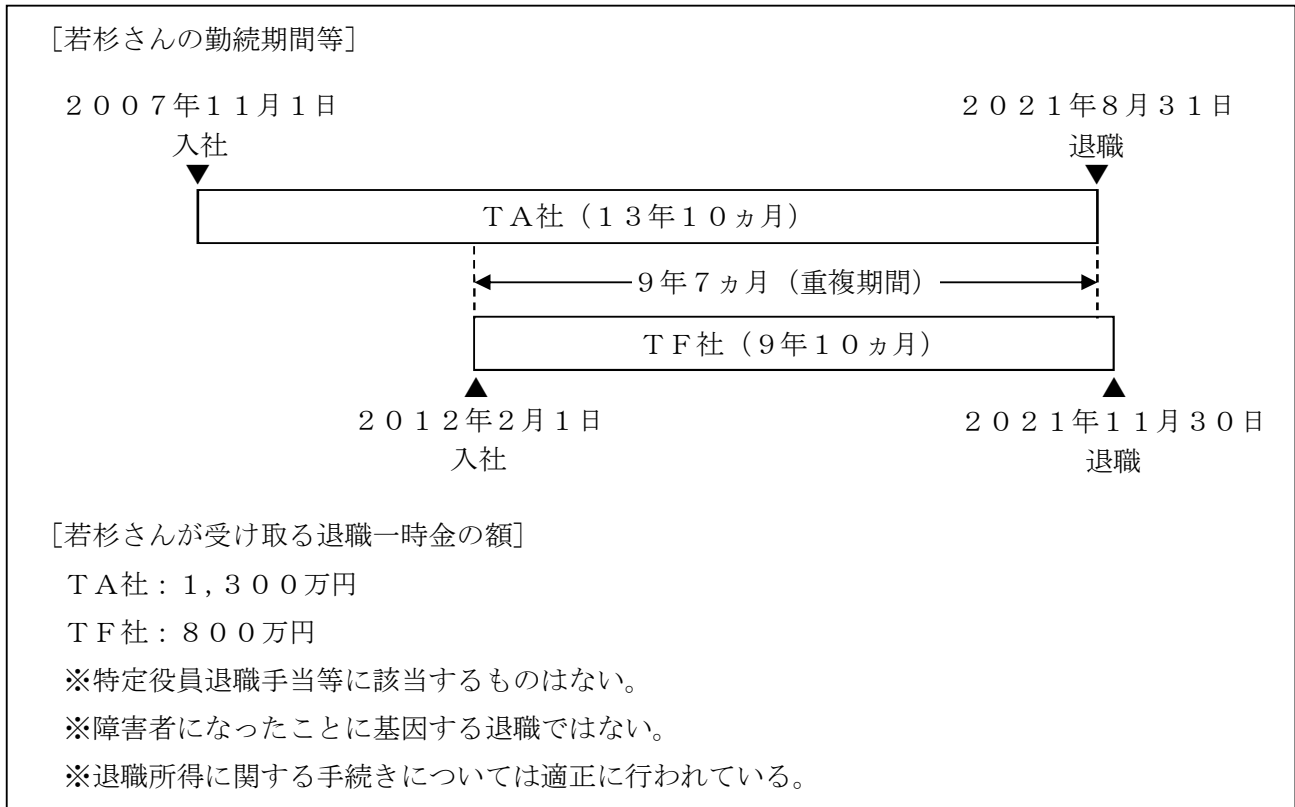 ［若杉さんの勤続期間等］
２００７年１１月１日
入社
２０２１年８月３１日
退職
ＴＡ社（１３年１０ヵ月）
９年７ヵ月（重複期間）
ＴＦ社（９年１０ヵ月）
２０１２年２月１日
入社
２０２１年１１月３０日
退職
［若杉さんが受け取る退職一時金の額］
ＴＡ社：１,３００万円
ＴＦ社：８００万円
※特定役員退職手当等に該当するものはない。
※障害者になったことに基因する退職ではない。
※退職所得に関する手続きについては適正に行われている。